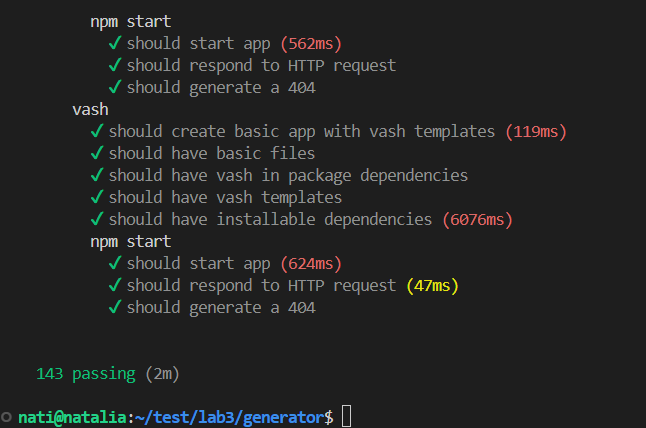 npm start
✓ should start app (562ms)
✓ should respond to HTTP request
✓ should generate a 404
vash
✓ should create basic app with vash templates (119ms)
✓ should have basic files
✓ should have vash in package dependencies
✓ should have vash templates
✓ should have installable dependencies (6076ms)
npm start
✓ should start app (624ms)
✓ should respond to HTTP request (47ms)
✓ should generate a 404
143 passing (2m)
nati@natalia:~/test/lab3/generator$